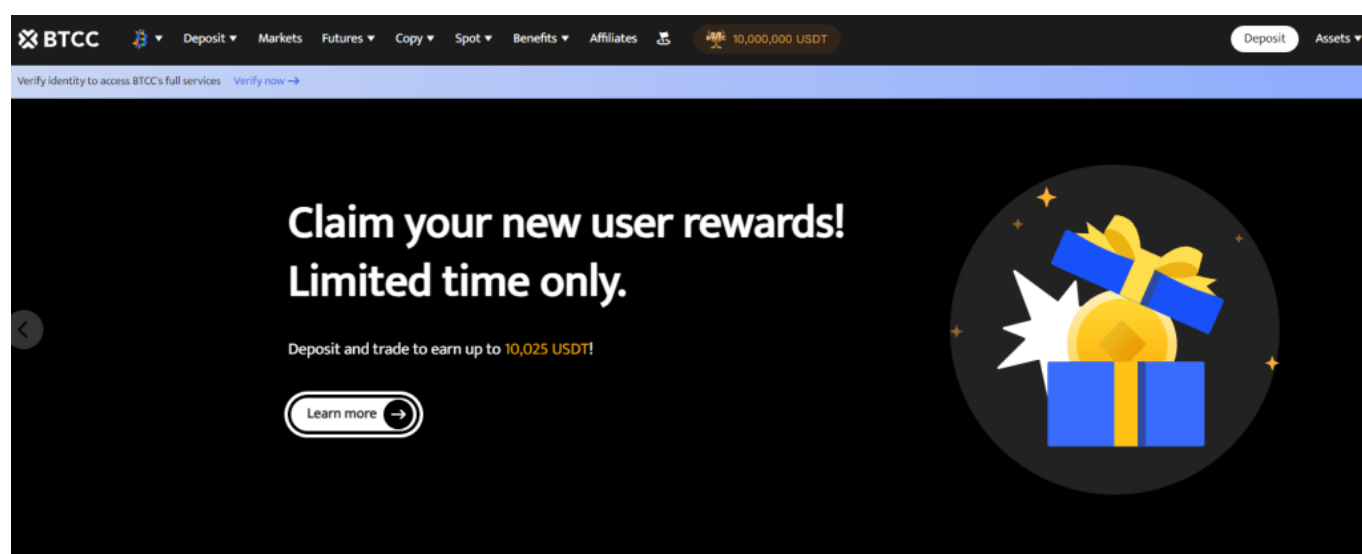 BTCC Deposit Markets Futures Copy Spot Benefits Affiliates 10,000,000 USDT Deposit Assets
Verify identity to access BTCC's full services Verify now →
Claim your new user rewards!
Limited time only.
Deposit and trade to earn up to 10,025 USDT!
Learn more